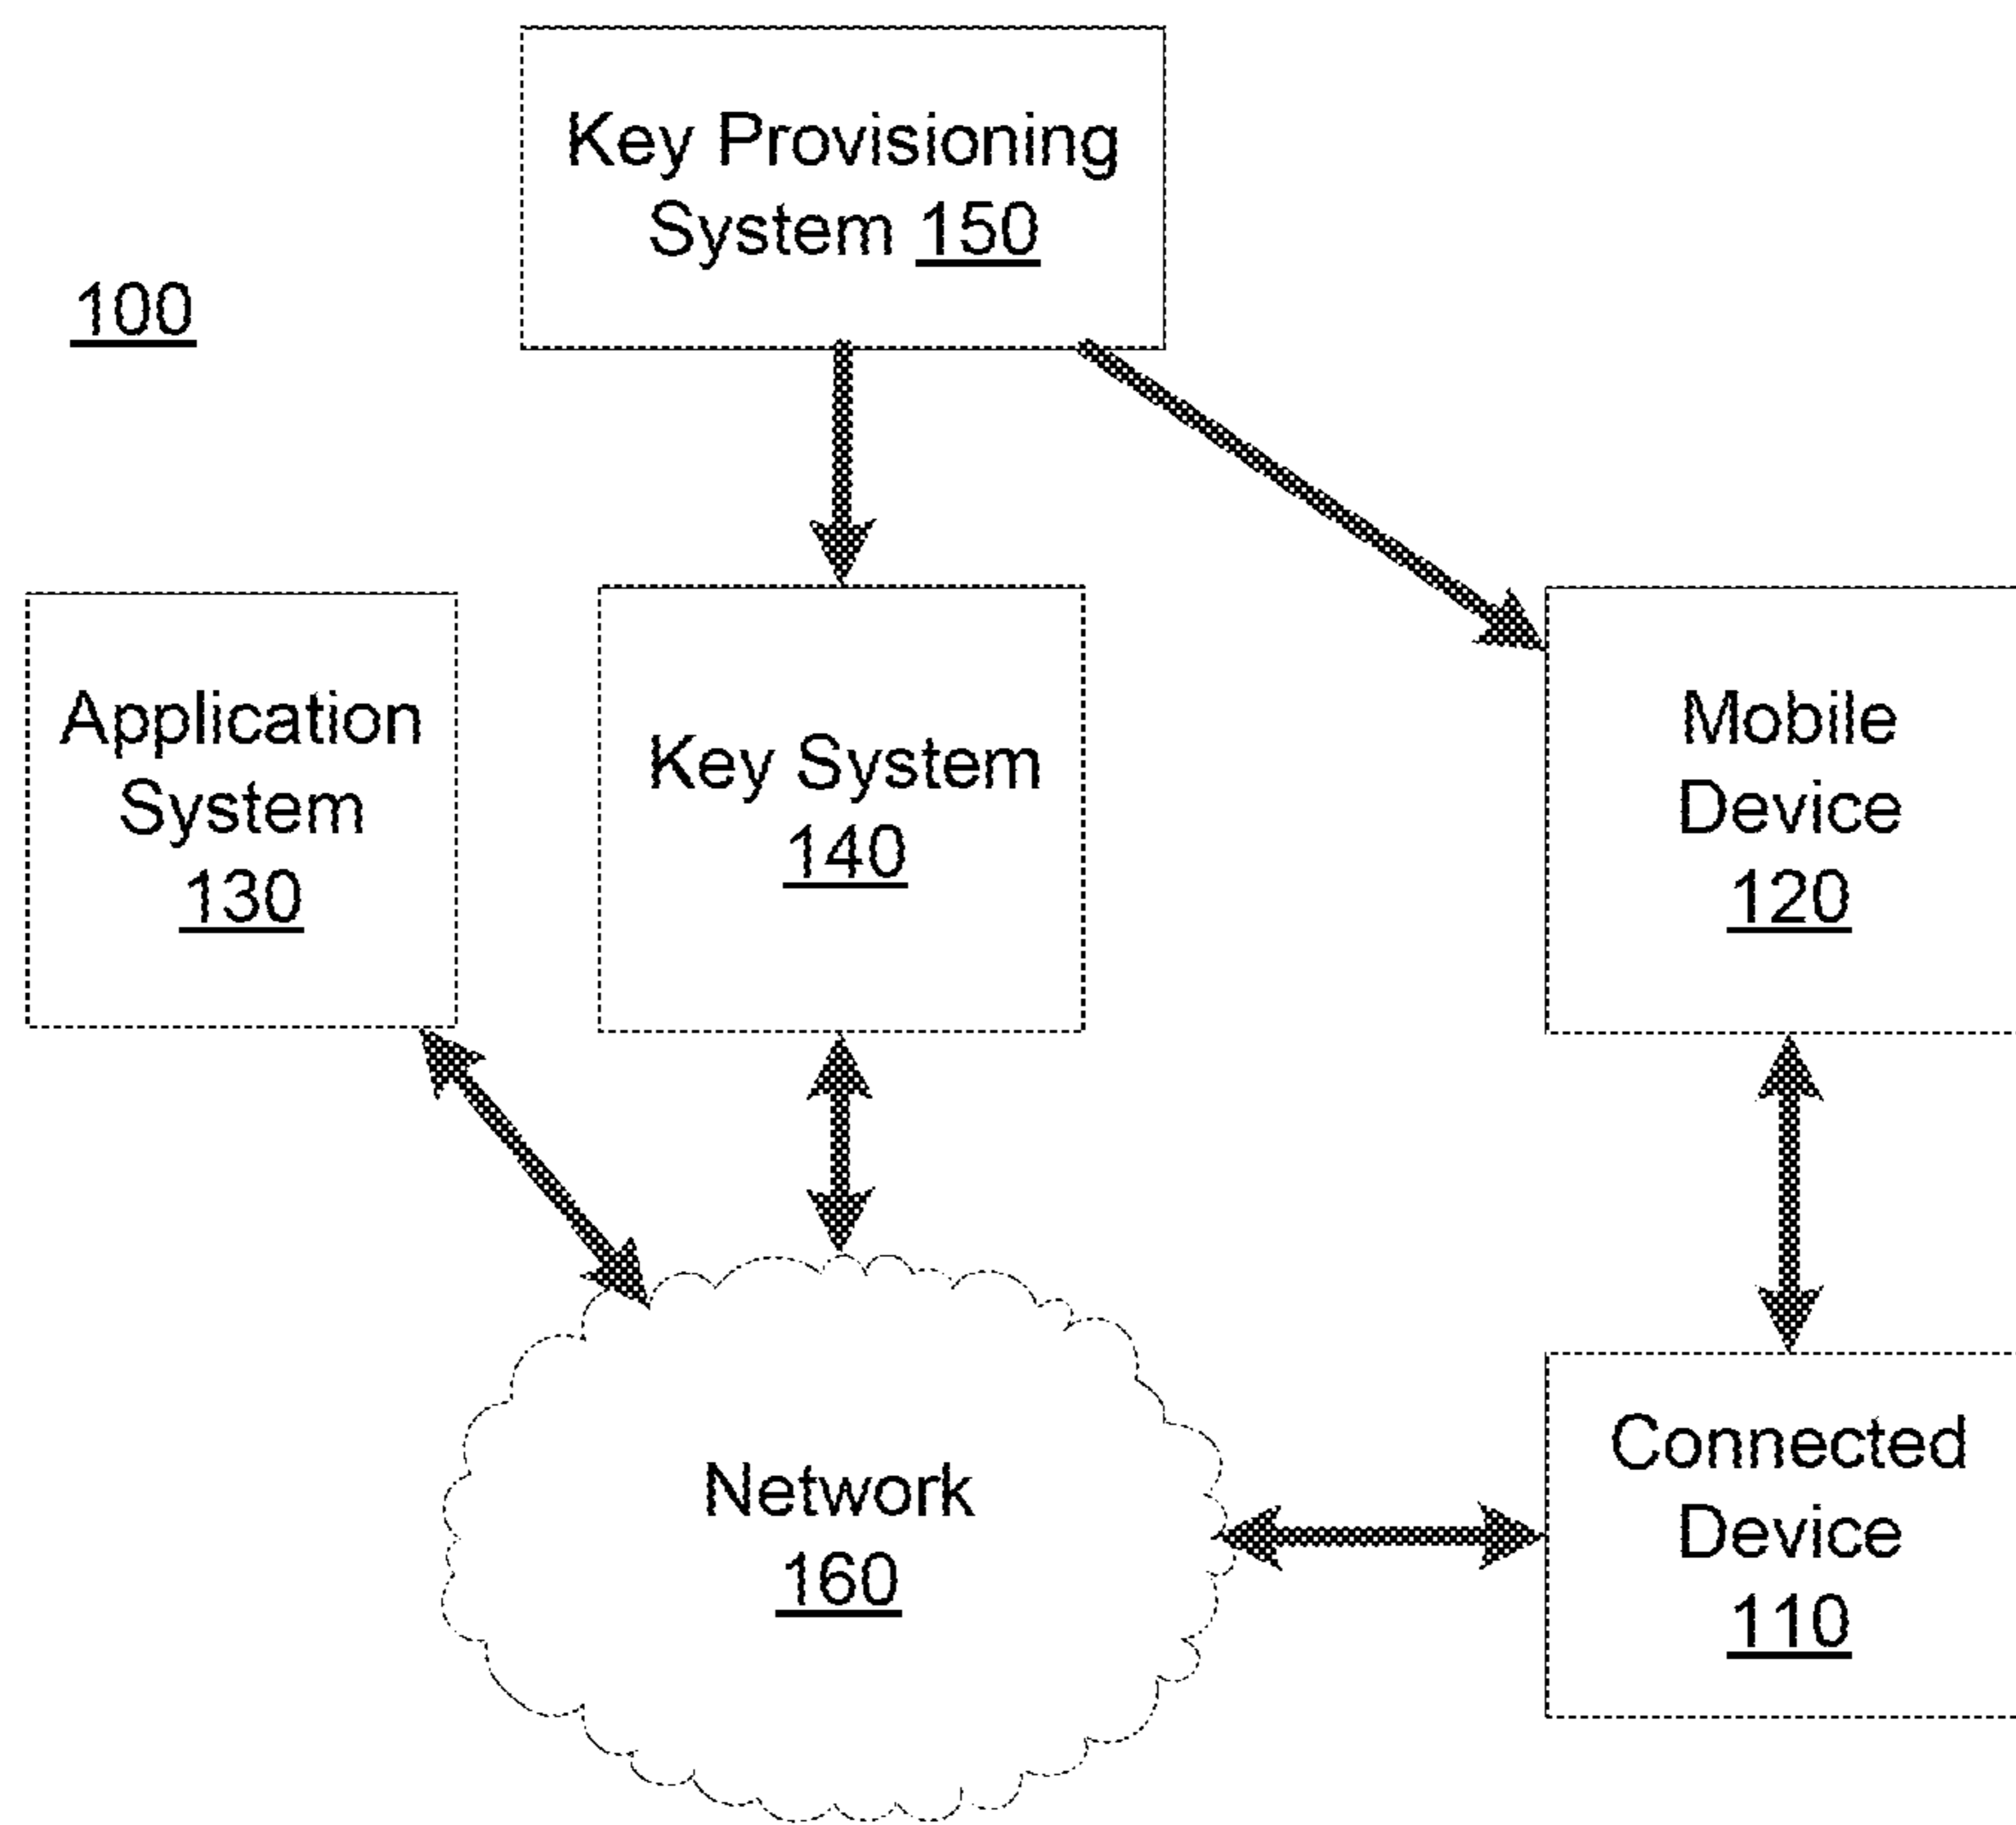 Key Provisioning
System 150
100
Application
System
130
Key System
140
Mobile
Device
120
Network
160
Connected
Device
110